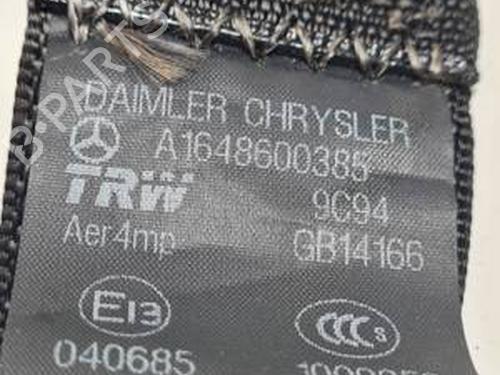 DAIMLER CHRYSLER
A1648600385
TRW 9C94
Aer4mp GB14166
E13 CCC S
040685